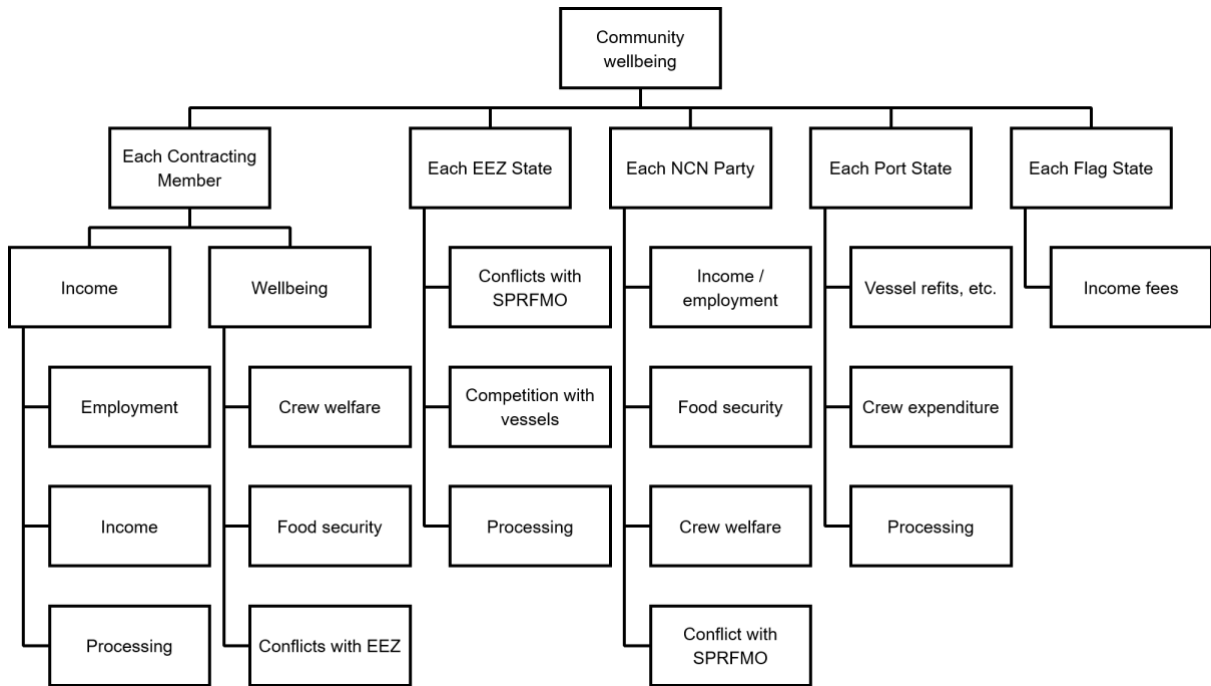 Community
wellbeing
Each Contracting
Member
Each EEZ State
Each NCN Party
Each Port State
Each Flag State
Income
Wellbeing
Conflicts with
SPRFMO
Income /
employment
Vessel refits, etc.
Income fees
Employment
Crew welfare
Competition with
vessels
Food security
Crew expenditure
Income
Food security
Processing
Crew welfare
Processing
Processing
Conflicts with EEZ
Conflict with
SPRFMO